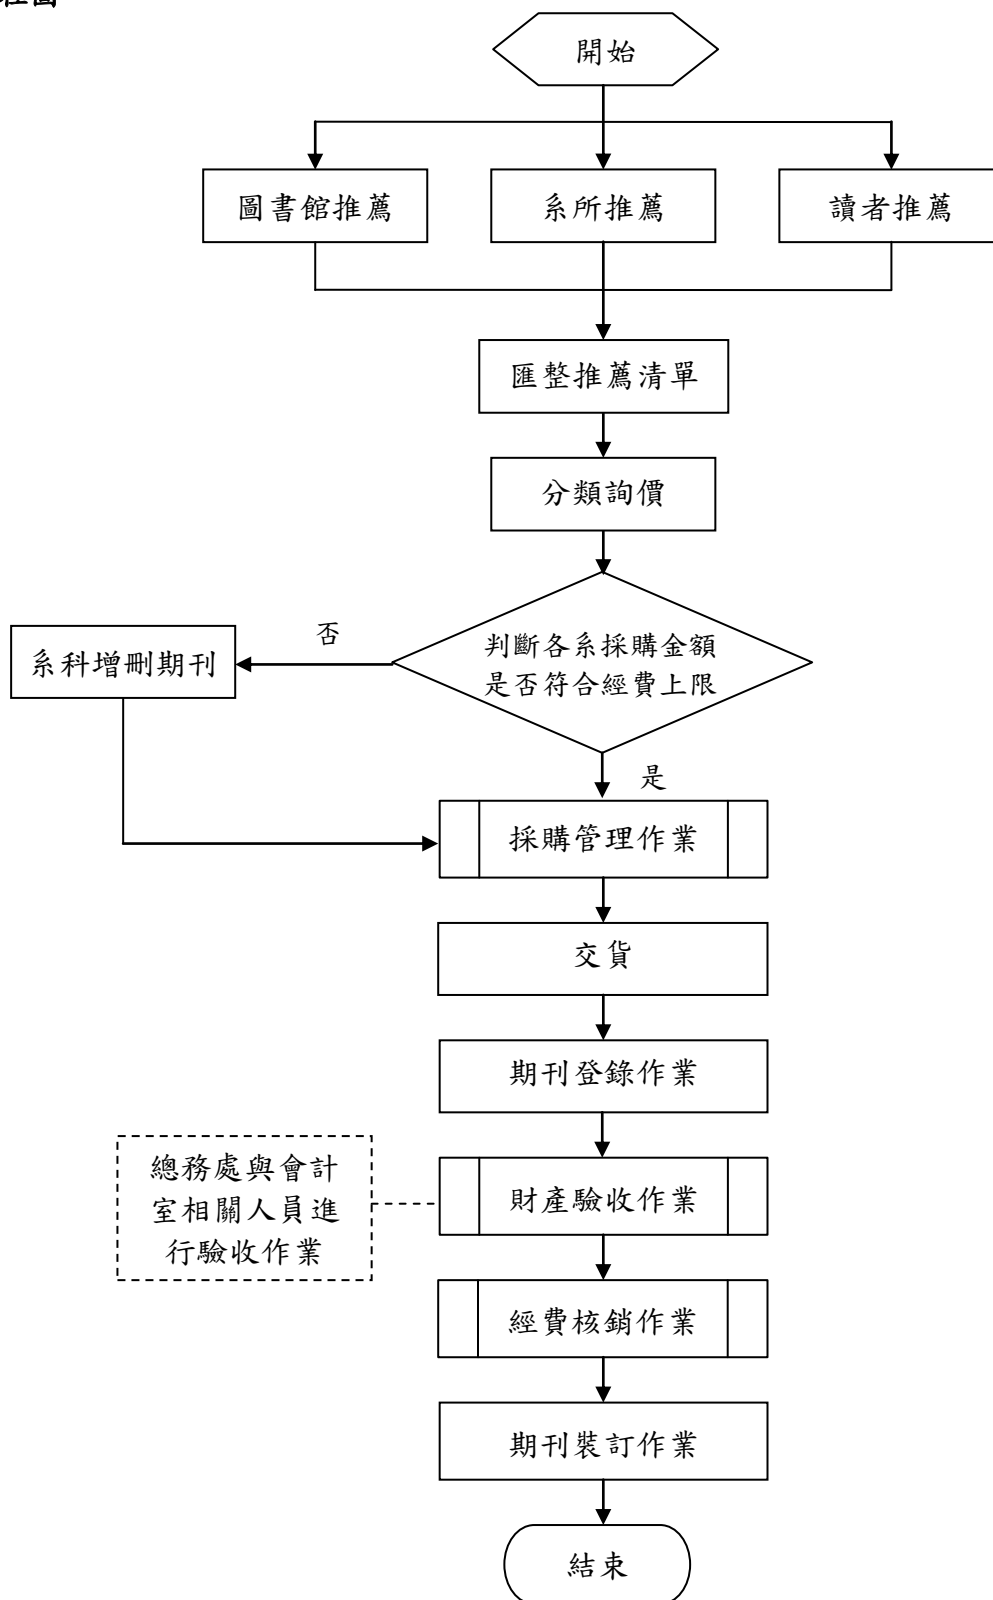 開始
圖書館推薦
系所推薦
讀者推薦
匯整推薦清單
分類詢價
判斷各系採購金額
是否符合經費上限
否
系科增刪期刊
是
採購管理作業
交貨
期刊登錄作業
總務處與會計
室相關人員進
行驗收作業
財產驗收作業
經費核銷作業
期刊裝訂作業
結束